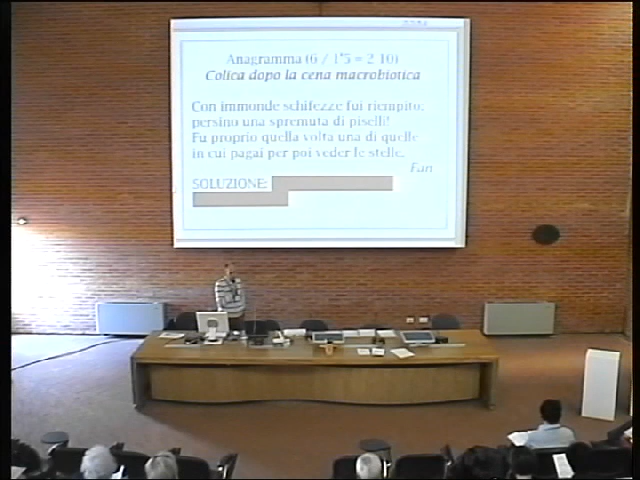 Anagramma (6 / 1'5 = 2 10)
Colica dopo la cena macrobiotica
Con immonde schifezze fui riempito,
persino una spremuta di piselli!
Fu proprio quella volta una di quelle
in cui pagai per poi veder le stelle.
Fan
SOLUZIONE: